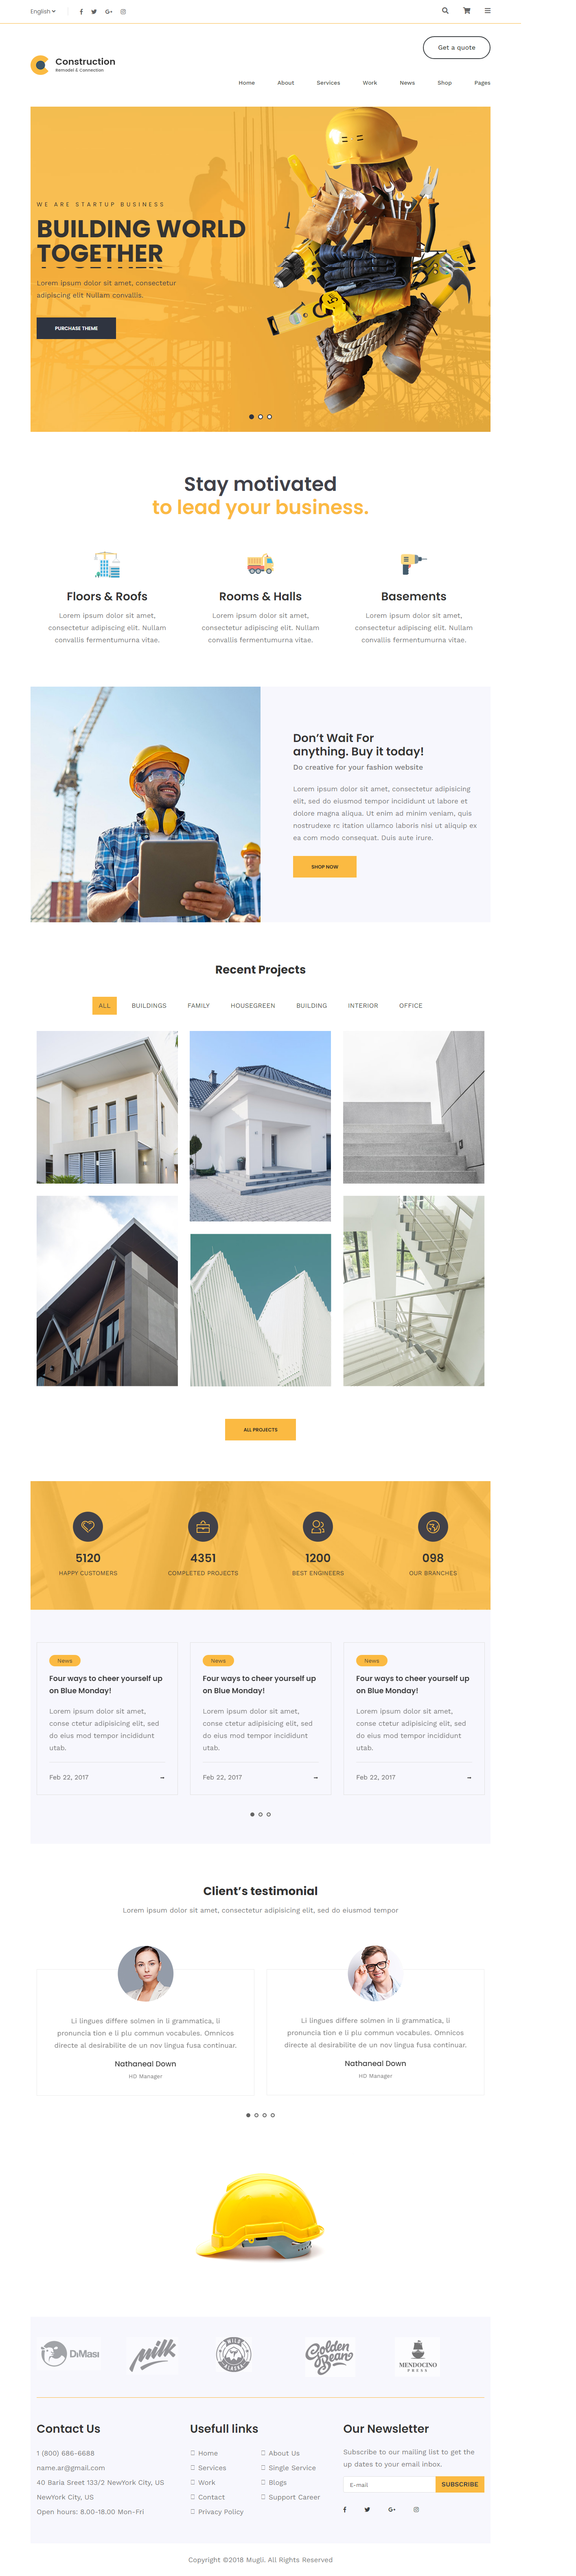 English
Get a quote
Construction
Remodal & Connection
Home About Services Work News Shop Pages
WE ARE STARTUP BUSINESS
BUILDING WORLD
TOGETHER
Lorem ipsum dolor sit amet, consectetur
adipiscing elit Nullam convallis.
PURCHASE THEME
Stay motivated
to lead your business.
Floors & Roofs
Lorem ipsum dolor sit amet,
consectetur adipiscing elit. Nullam
convallis fermentumurna vitae.
Rooms & Halls
Lorem ipsum dolor sit amet,
consectetur adipiscing elit. Nullam
convallis fermentumurna vitae.
Basements
Lorem ipsum dolor sit amet,
consectetur adipiscing elit. Nullam
convallis fermentumurna vitae.
Don’t Wait For
anything. Buy it today!
Do creative for your fashion website
Lorem ipsum dolor sit amet, consectetur adipisicing
elit, sed do eiusmod tempor incididunt ut labore et
dolore magna aliqua. Ut enim ad minim veniam, quis
nostrudexe rc itation ullamco laboris nisi ut aliquip ex
ea com modo consequat. Duis aute irure.
SHOP NOW
Recent Projects
ALL BUILDINGS FAMILY HOUSEGREEN BUILDING INTERIOR OFFICE
ALL PROJECTS
5120
HAPPY CUSTOMERS
4351
COMPLETED PROJECTS
1200
BEST ENGINEERS
098
OUR BRANCHES
News
Four ways to cheer yourself up
on Blue Monday!
Lorem ipsum dolor sit amet,
conse ctetur adipisicing elit, sed
do eius mod tempor incididunt
utab.
Feb 22, 2017
News
Four ways to cheer yourself up
on Blue Monday!
Lorem ipsum dolor sit amet,
conse ctetur adipisicing elit, sed
do eius mod tempor incididunt
utab.
Feb 22, 2017
News
Four ways to cheer yourself up
on Blue Monday!
Lorem ipsum dolor sit amet,
conse ctetur adipisicing elit, sed
do eius mod tempor incididunt
utab.
Feb 22, 2017
Client’s testimonial
Lorem ipsum dolor sit amet, consectetur adipisicing elit, sed do eiusmod tempor
Li lingues differe solmen in li grammatica, li
pronuncia tion e li plu commun vocabules. Omnicos
directe al desirabilite de un nov lingua fusa continuar.
Nathaneal Down
HD Manager
Li lingues differe solmen in li grammatica, li
pronuncia tion e li plu commun vocabules. Omnicos
directe al desirabilite de un nov lingua fusa continuar.
Nathaneal Down
HD Manager
DiMasi
milk
Golden
Bean
MENDOCINO
Contact Us
1 (800) 686-6688
name.ar@gmail.com
40 Baria Sreet 133/2 NewYork City, US
NewYork City, US
Open hours: 8.00-18.00 Mon-Fri
Usefull links
Home
Services
Work
Contact
Privacy Policy
About Us
Single Service
Blogs
Support Career
Our Newsletter
Subscribe to our mailing list to get the
up dates to your email inbox.
E-mail SUBSCRIBE
Copyright ©2018 Mugli. All Rights Reserved